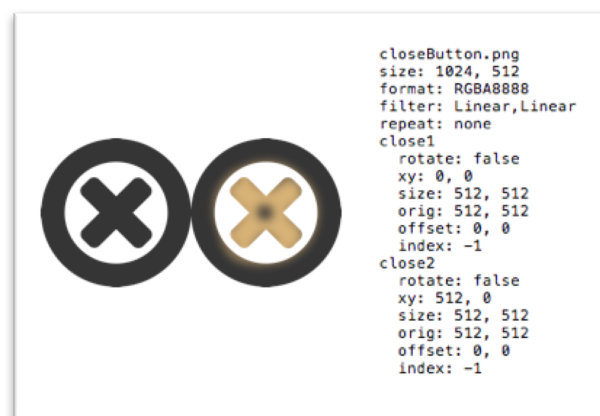 closeButton.png
size: 1024, 512
format: RGBA8888
filter: Linear,Linear
repeat: none
close1
  rotate: false
  xy: 0, 0
  size: 512, 512
  orig: 512, 512
  offset: 0, 0
  index: -1
close2
  rotate: false
  xy: 512, 0
  size: 512, 512
  orig: 512, 512
  offset: 0, 0
  index: -1